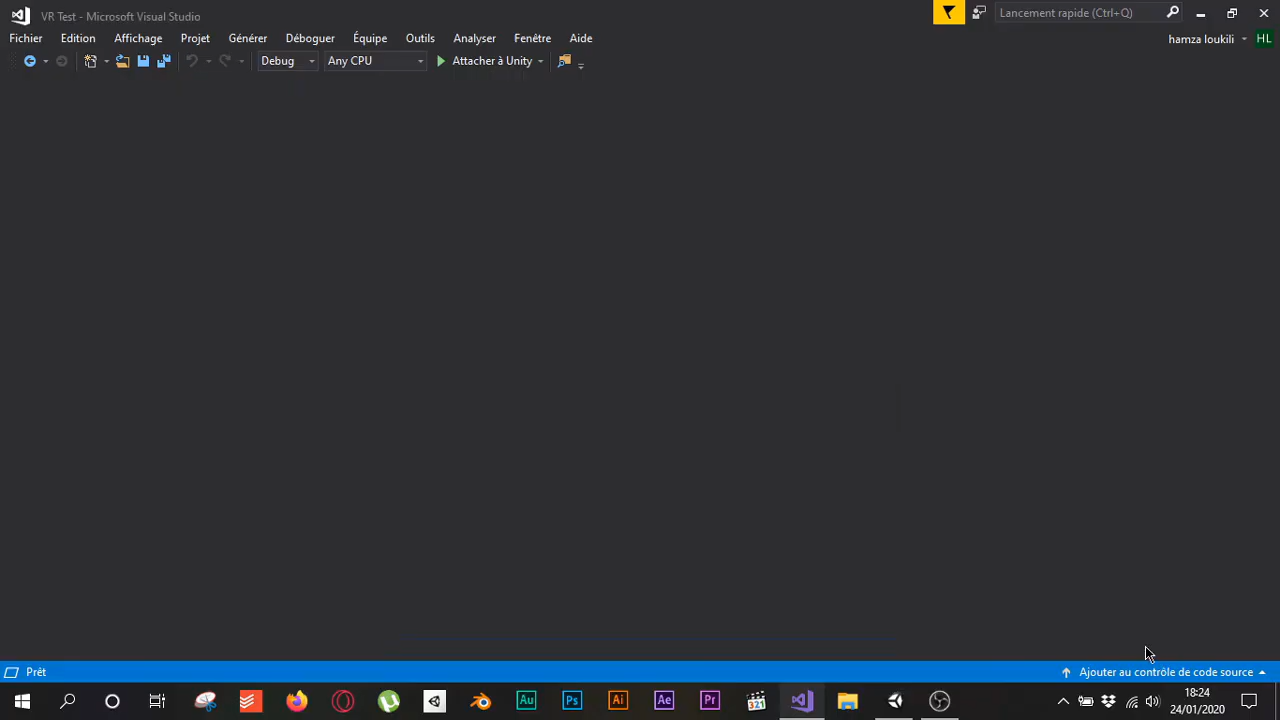 VR Test - Microsoft Visual Studio
Lancement rapide (Ctrl+Q)
Fichier Edition Affichage Projet Générer Déboguer Équipe Outils Analyser Fenêtre Aide
hamza loukili HL
Debug Any CPU Attacher à Unity
Prêt
Ajouter au contrôle de code source
Au Ps Ai Ae Pr 321
18:24
24/01/2020